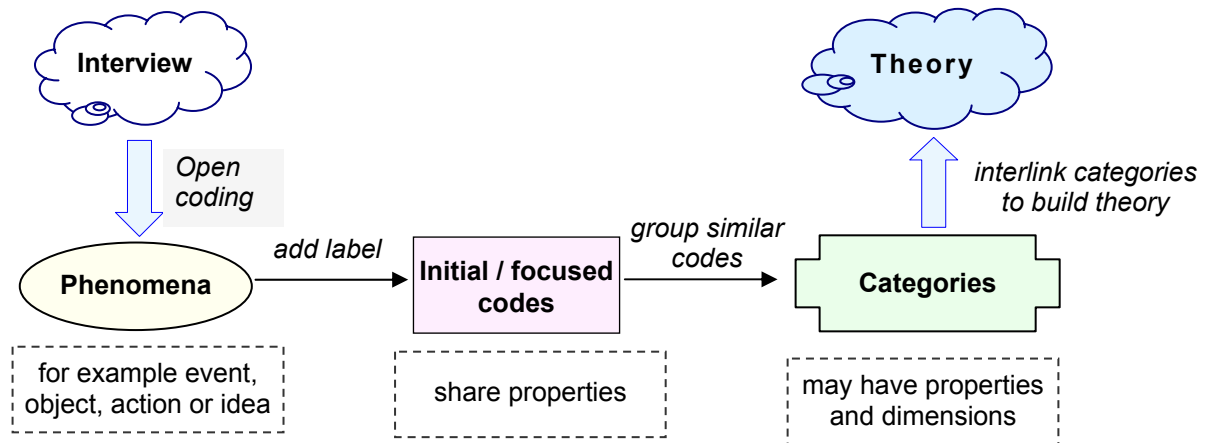 Interview
Theory
Open
coding
interlink categories
to build theory
Phenomena
add label
Initial / focused
codes
group similar
codes
Categories
for example event,
object, action or idea
share properties
may have properties
and dimensions